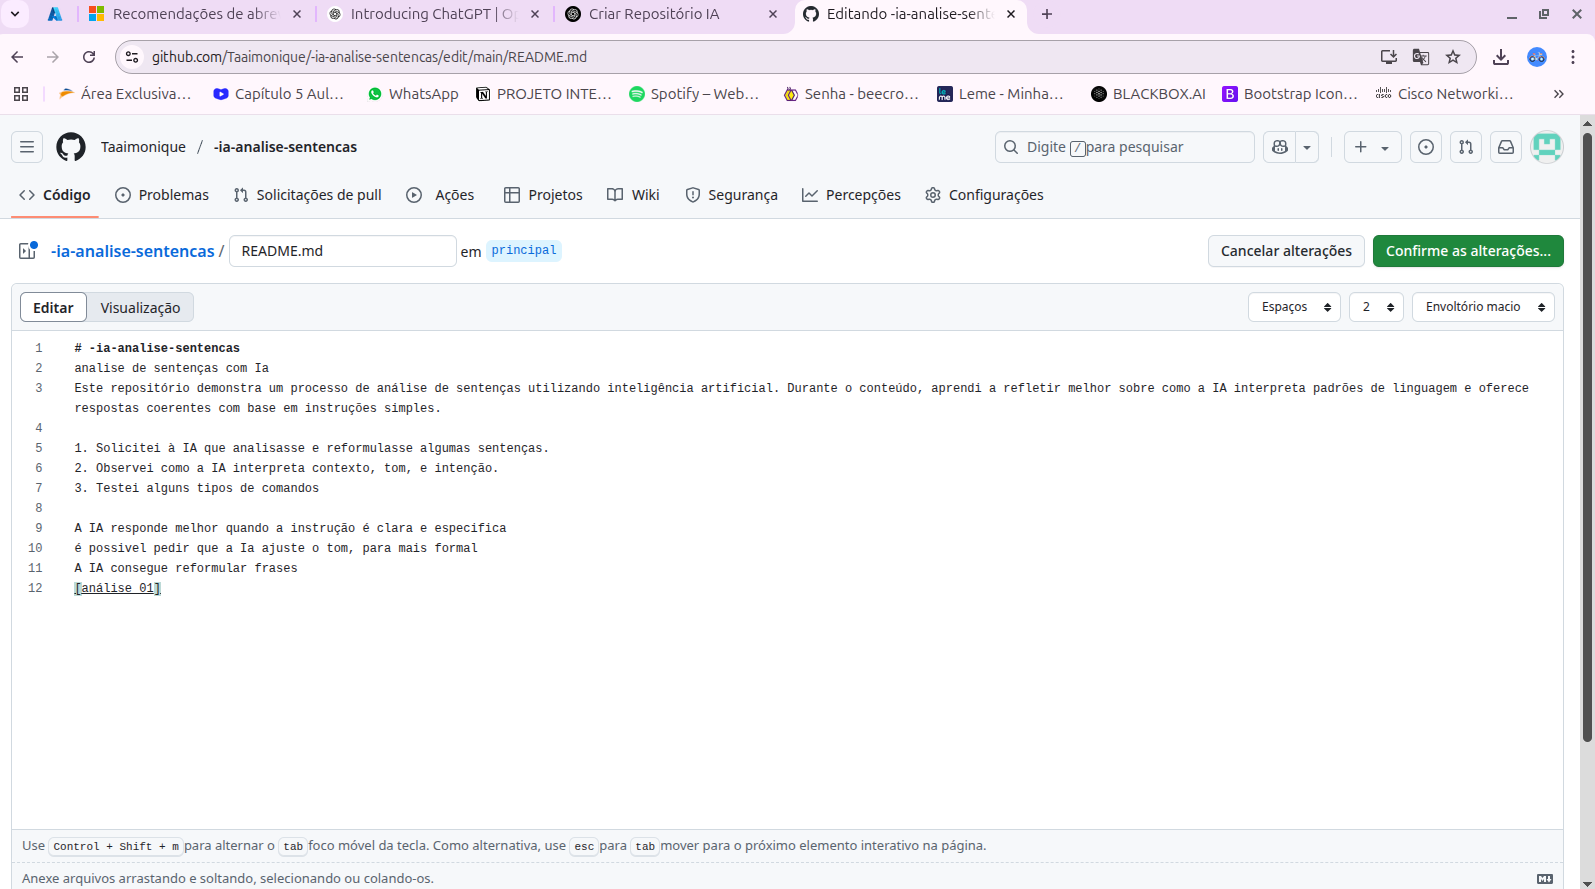 Recomendações de abre
Introducing ChatGPT | Op
Criar Repositório IA
Editando -ia-analise-sent
github.com/Taaimonique/-ia-analise-sentencas/edit/main/README.md
Área Exclusiva…
Capítulo 5 Aul…
WhatsApp
PROJETO INTE…
Spotify – Web…
Senha - beecro…
Leme - Minha…
BLACKBOX.AI
Bootstrap Icon…
Cisco Networki…
Taaimonique / -ia-analise-sentencas
Digite / para pesquisar
Código
Problemas
Solicitações de pull
Ações
Projetos
Wiki
Segurança
Percepções
Configurações
-ia-analise-sentencas / README.md em principal
Cancelar alterações
Confirme as alterações...
Editar
Visualização
Espaços
2
Envoltório macio
1 # -ia-analise-sentencas
2 analise de sentenças com Ia
3 Este repositório demonstra um processo de análise de sentenças utilizando inteligência artificial. Durante o conteúdo, aprendi a refletir melhor sobre como a IA interpreta padrões de linguagem e oferece
respostas coerentes com base em instruções simples.
4
5 1. Solicitei à IA que analisasse e reformulasse algumas sentenças.
6 2. Observei como a IA interpreta contexto, tom, e intenção.
7 3. Testei alguns tipos de comandos
8
9 A IA responde melhor quando a instrução é clara e especifica
10 é possivel pedir que a Ia ajuste o tom, para mais formal
11 A IA consegue reformular frases
12 [análise 01]
Use Control + Shift + m para alternar o tab foco móvel da tecla. Como alternativa, use esc para tab mover para o próximo elemento interativo na página.
Anexe arquivos arrastando e soltando, selecionando ou colando-os.